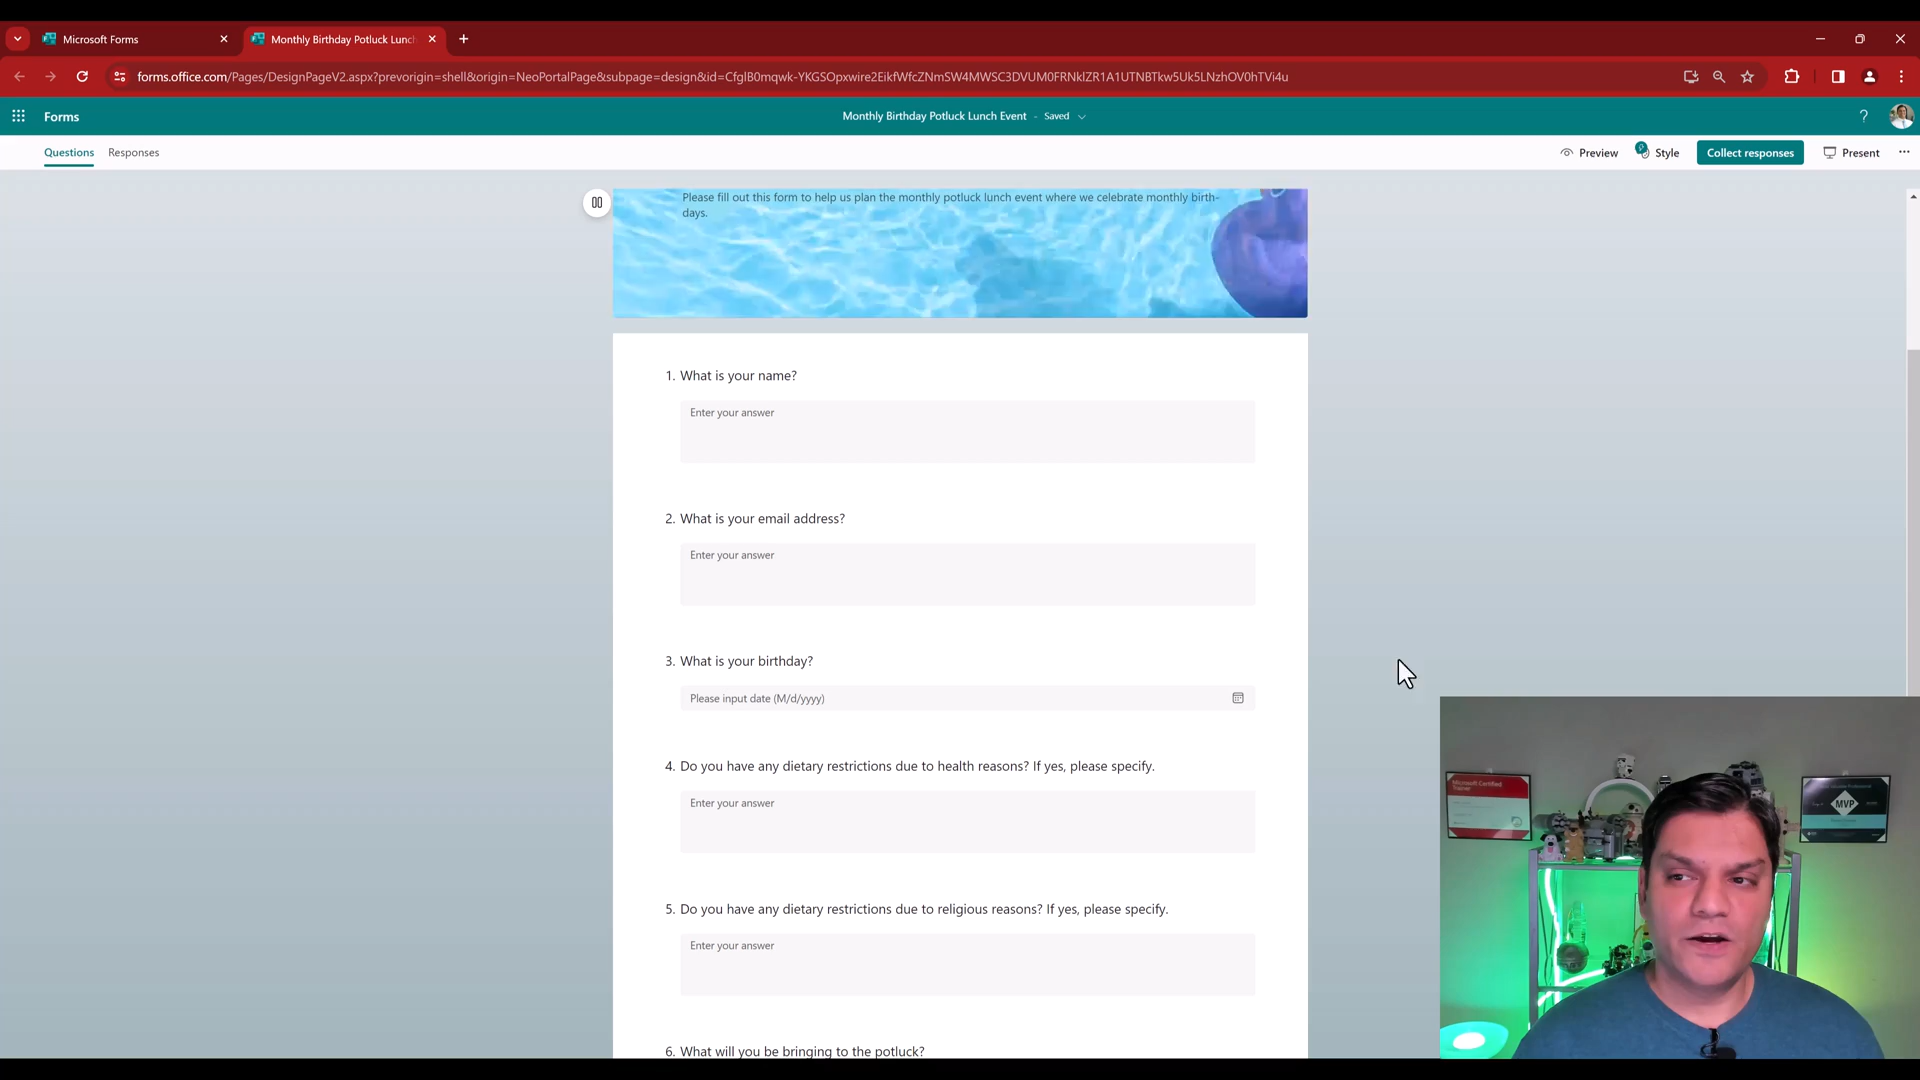 Microsoft Forms
Monthly Birthday Potluck Lunch
forms.office.com/Pages/DesignPageV2.aspx?prevorigin=shell&origin=NeoPortalPage&subpage=design&id=CfglB0mqwk-YKGSOpxwire2EikfWfcZNmSW4MWSC3DVUM0FRNklZR1A1UTNBTkw5Uk5LNzhOV0hTVi4u
Forms
Monthly Birthday Potluck Lunch Event - Saved
?
Questions Responses
Preview Style Collect responses Present
Please fill out this form to help us plan the monthly potluck lunch event where we celebrate monthly birth-
days.
1. What is your name?
Enter your answer
2. What is your email address?
Enter your answer
3. What is your birthday?
Please input date (M/d/yyyy)
4. Do you have any dietary restrictions due to health reasons? If yes, please specify.
Enter your answer
5. Do you have any dietary restrictions due to religious reasons? If yes, please specify.
Enter your answer
6. What will you be bringing to the potluck?
Microsoft Certified
Trainer
MVP